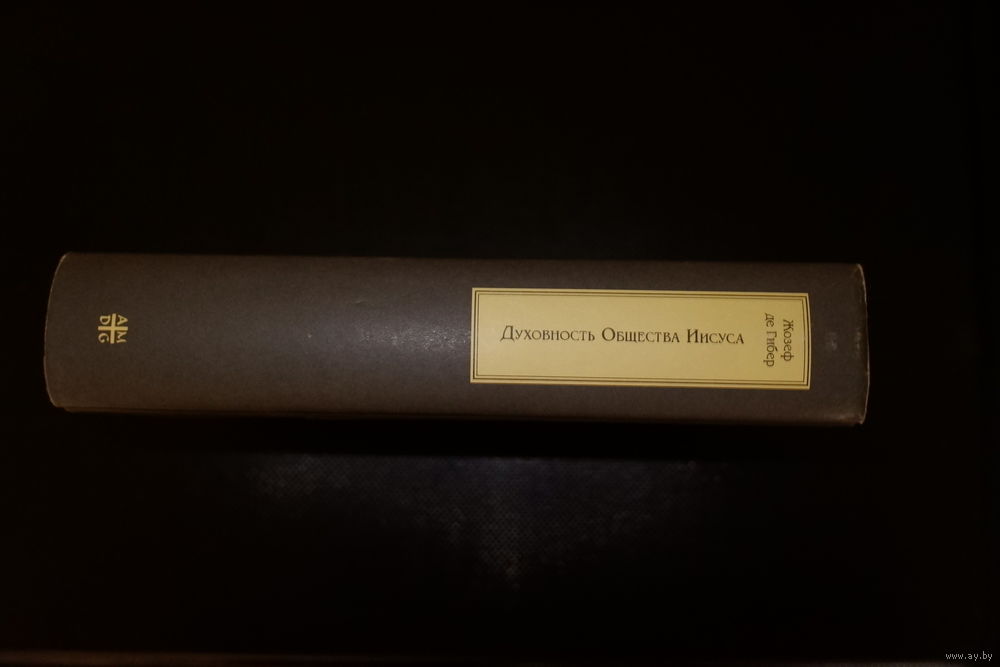 Жозеф
де Гибер
Духовность Общества Иисуса
AM
DG
www.ay.by